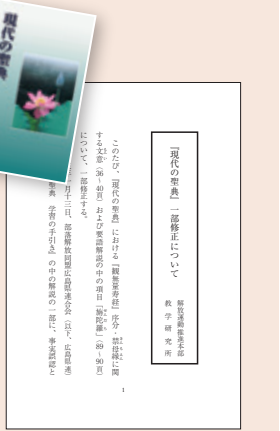 現代の聖典
『現代の聖典』一部修正について
解放運動推進本部
教学研究所
このたび、『現代の聖典』における『観無量寿経』序分・禁母縁に関
する文意(36~40頁)および要語解説の中の項目「旃陀羅」(89~90頁)
について、一部修正する。
月十三日、部落解放同盟広島県連合会(以下、広島県連)
聖典 学習の手引き』の中の解説の一部に、事実誤認と
1